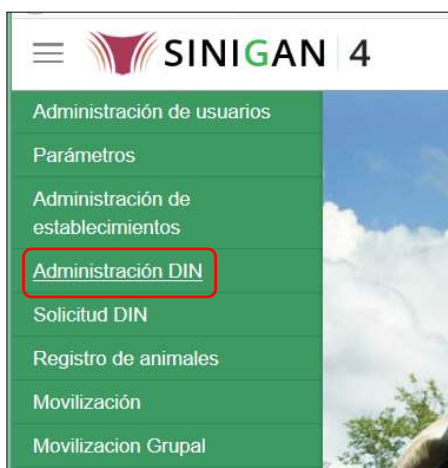 SINIGAN 4
Administración de usuarios
Parámetros
Administración de
establecimientos
Administración DIN
Solicitud DIN
Registro de animales
Movilización
Movilizacion Grupal